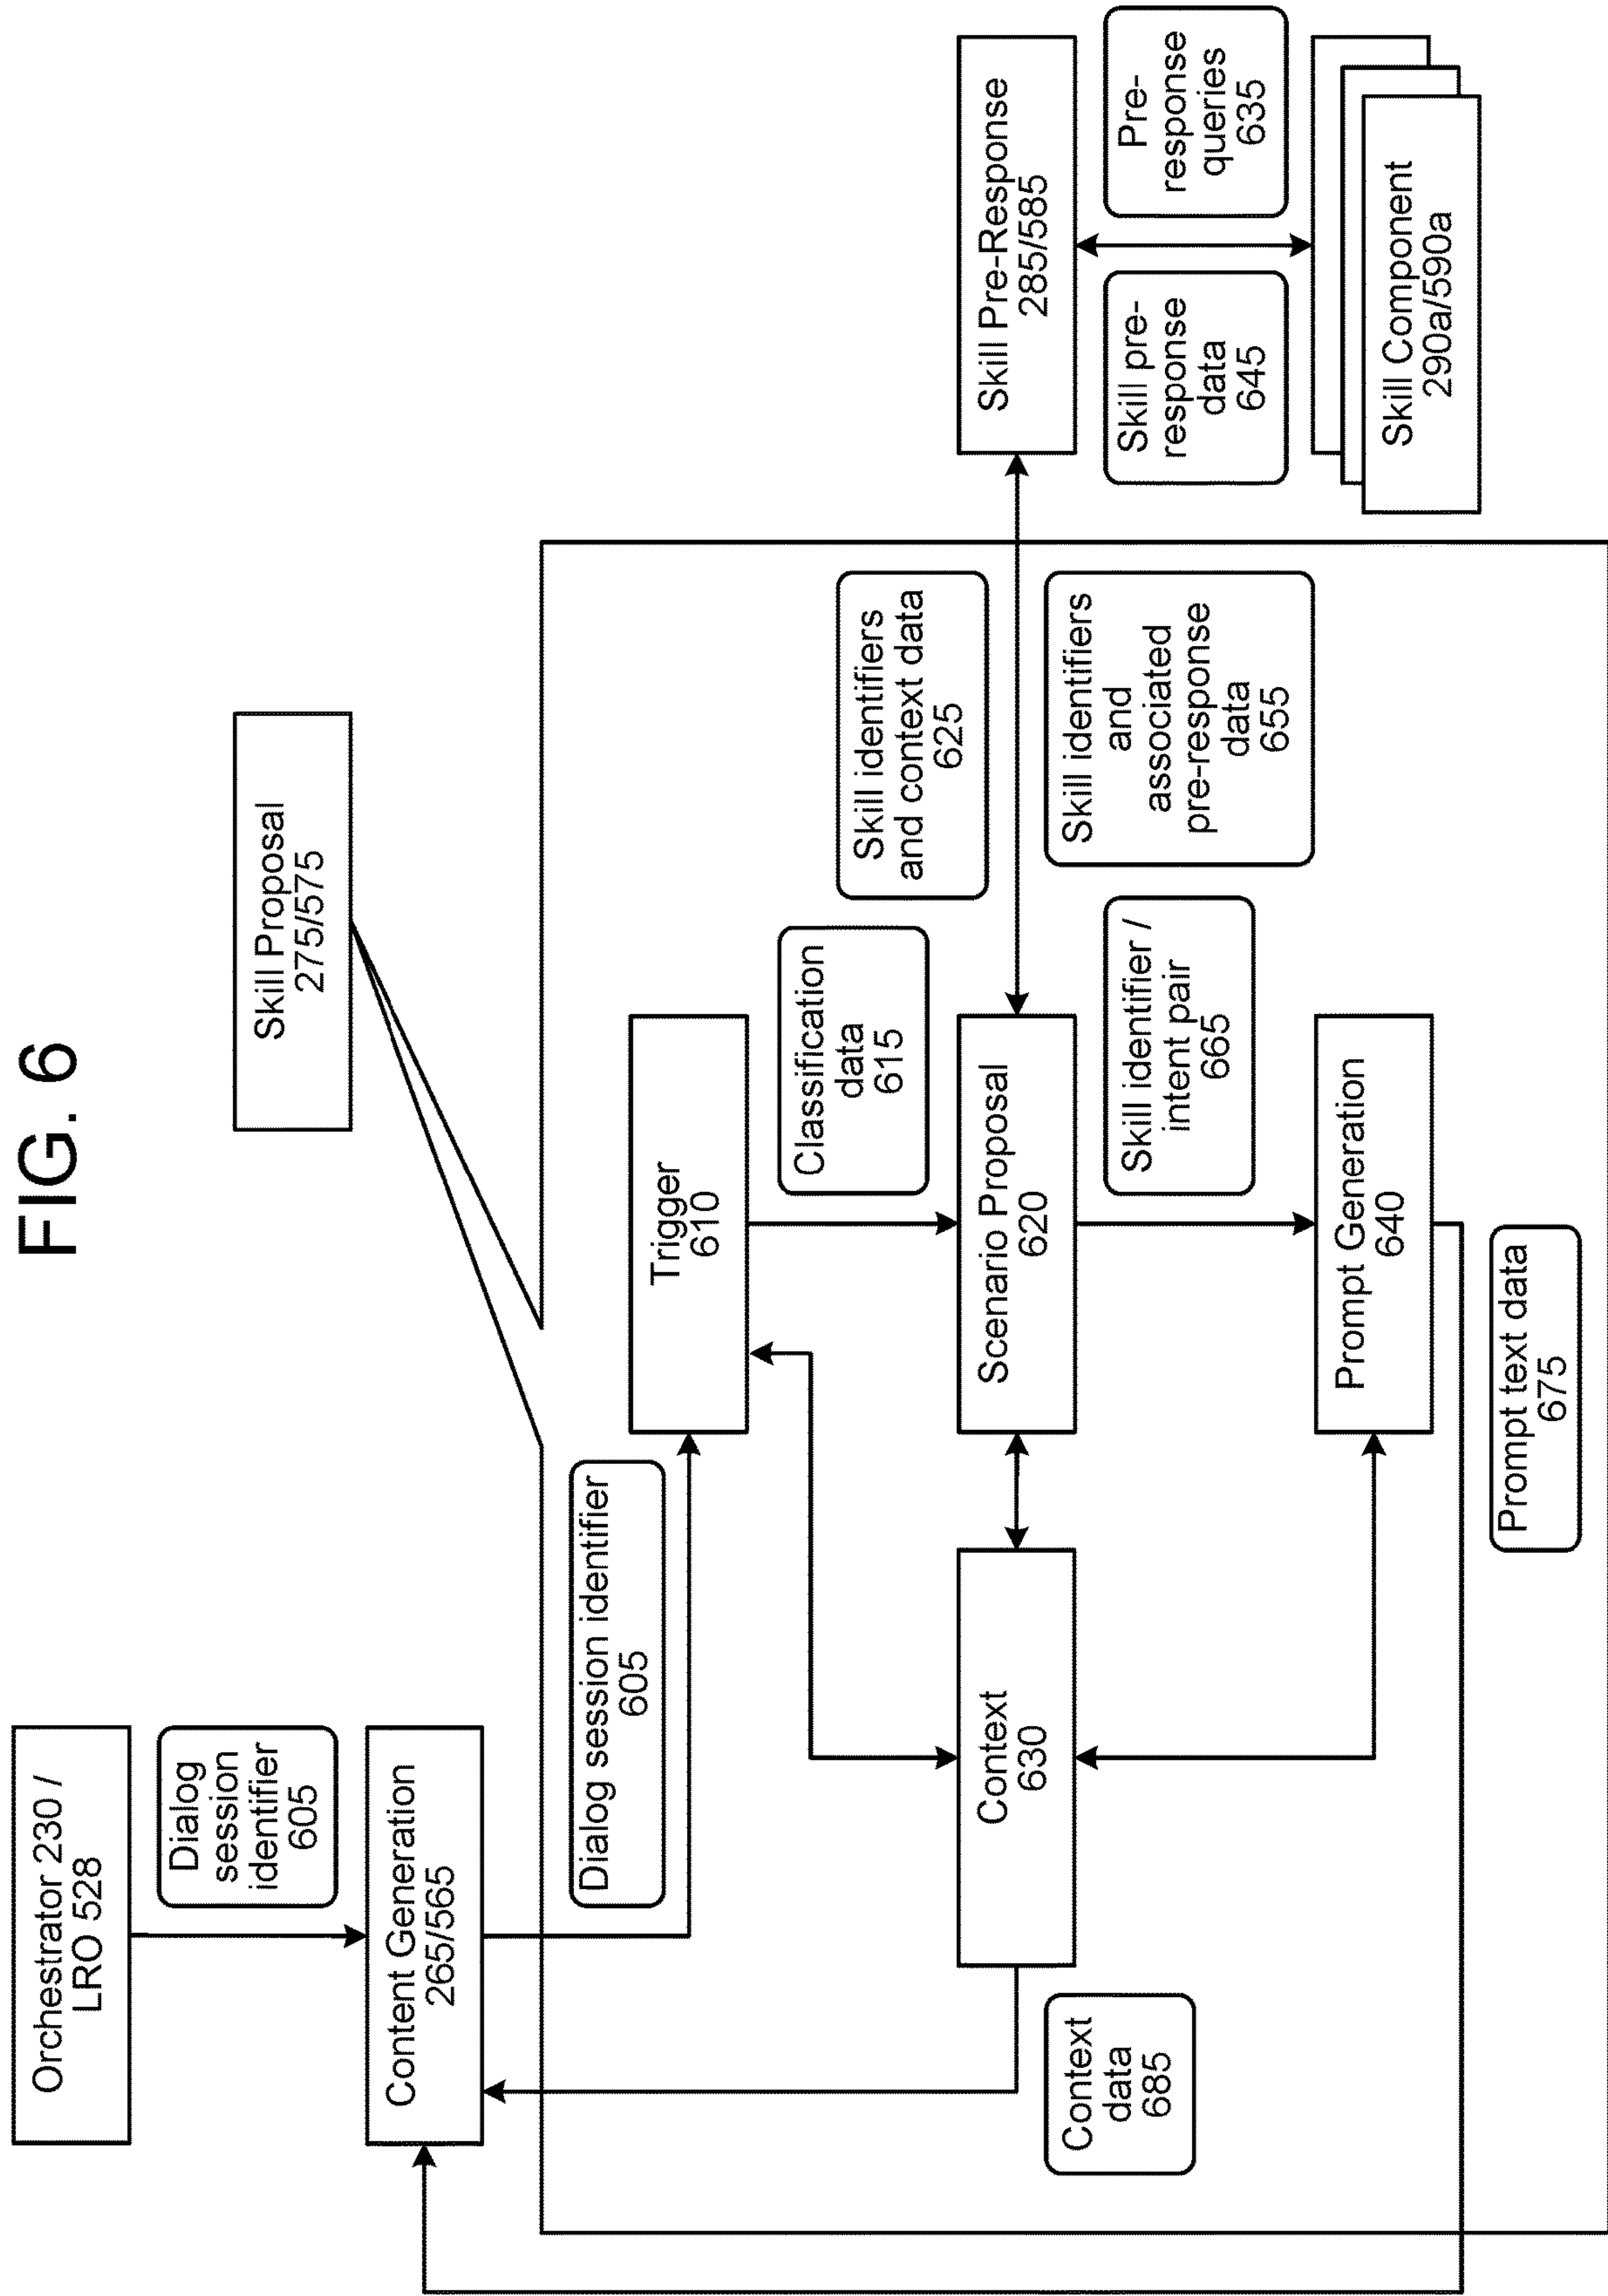 FIG. 6
Orchestrator 230 /
LRO 528
Dialog
session
identifier
605
Content Generation
265/565
Skill Proposal
275/575
Dialog session identifier
605
Trigger
610
Classification
data
615
Skill identifiers
and context data
625
Context
630
Scenario Proposal
620
Skill Pre-Response
285/585
Context
data
685
Skill identifier /
intent pair
665
Skill identifiers
and
associated
pre-response
data
655
Skill pre-
response
data
645
Pre-
response
queries
635
Prompt Generation
640
Skill Component
290a/590a
Prompt text data
675